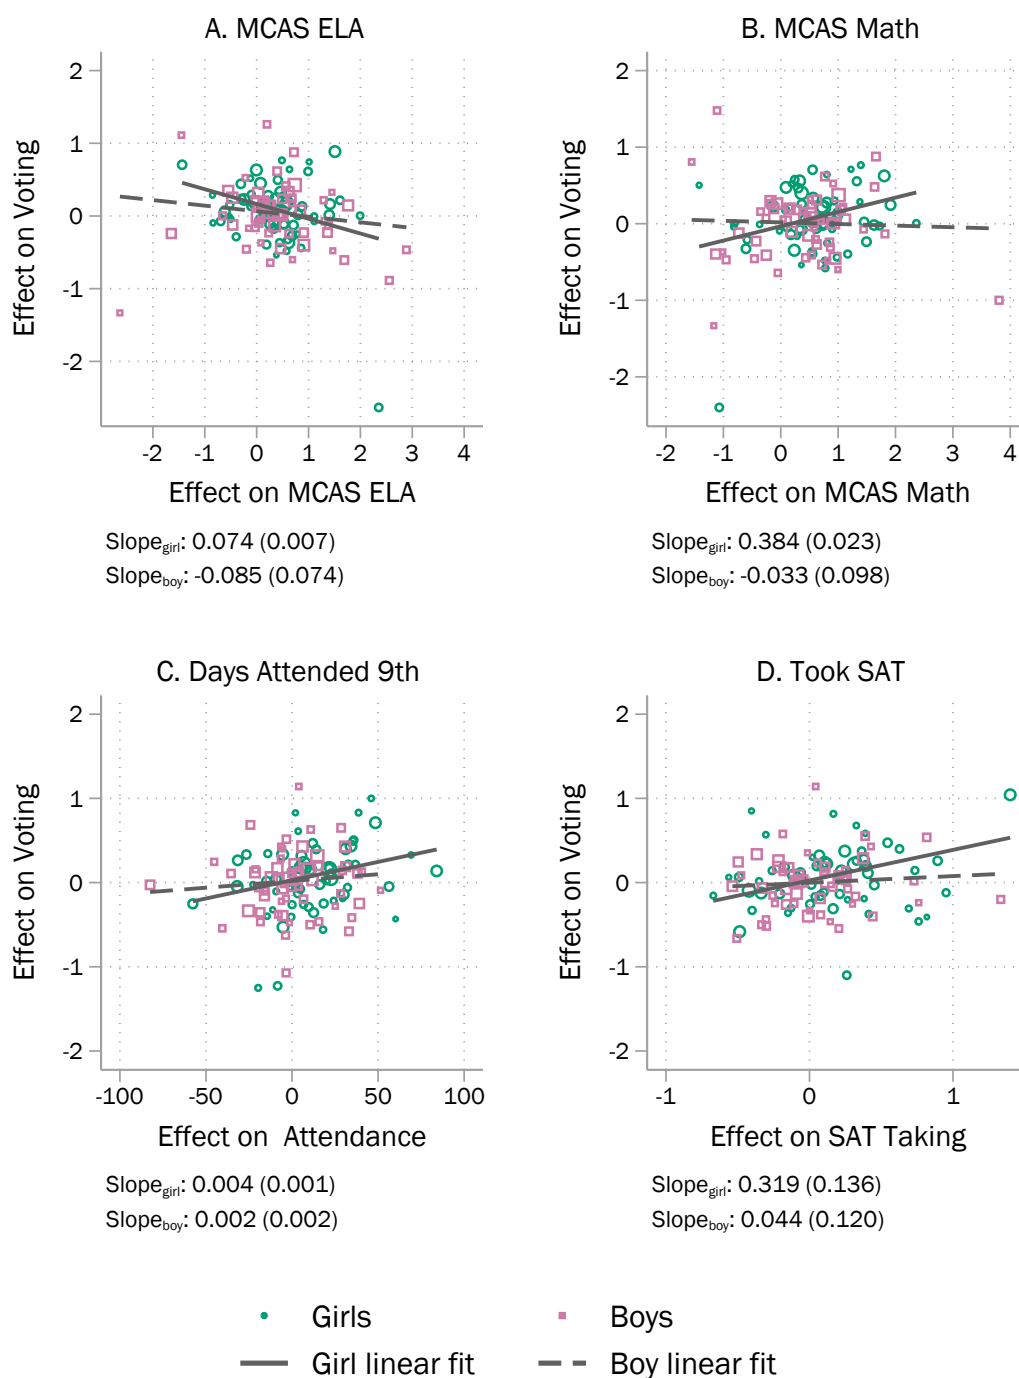 A. MCAS ELA
Effect on Voting
2
1
0
-1
-2
-2 -1 0 1 2 3 4
Effect on MCAS ELA
Slopegirl: 0.074 (0.007)
Slopeboy: -0.085 (0.074)
B. MCAS Math
Effect on Voting
2
1
0
-1
-2
-2 -1 0 1 2 3 4
Effect on MCAS Math
Slopegirl: 0.384 (0.023)
Slopeboy: -0.033 (0.098)
C. Days Attended 9th
Effect on Voting
2
1
0
-1
-2
-100 -50 0 50 100
Effect on Attendance
Slopegirl: 0.004 (0.001)
Slopeboy: 0.002 (0.002)
D. Took SAT
Effect on Voting
2
1
0
-1
-2
-1 0 1
Effect on SAT Taking
Slopegirl: 0.319 (0.136)
Slopeboy: 0.044 (0.120)
Girls Boys
Girl linear fit Boy linear fit